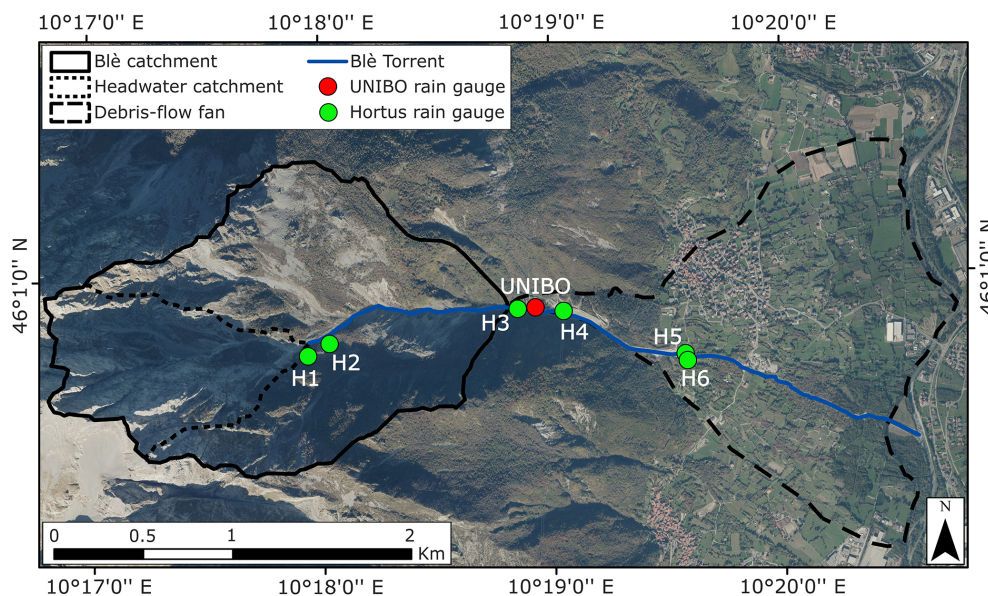 10°17'0'' E 10°18'0'' E 10°19'0'' E 10°20'0'' E
Blè catchment
Headwater catchment
Debris-flow fan
Blè Torrent
UNIBO rain gauge
Hortus rain gauge
46°1'0'' N
46°1'0'' N
UNIBO
H3
H4
H2
H1
H5
H6
N
0 0.5 1 2
Km
10°17'0'' E 10°18'0'' E 10°19'0'' E 10°20'0'' E